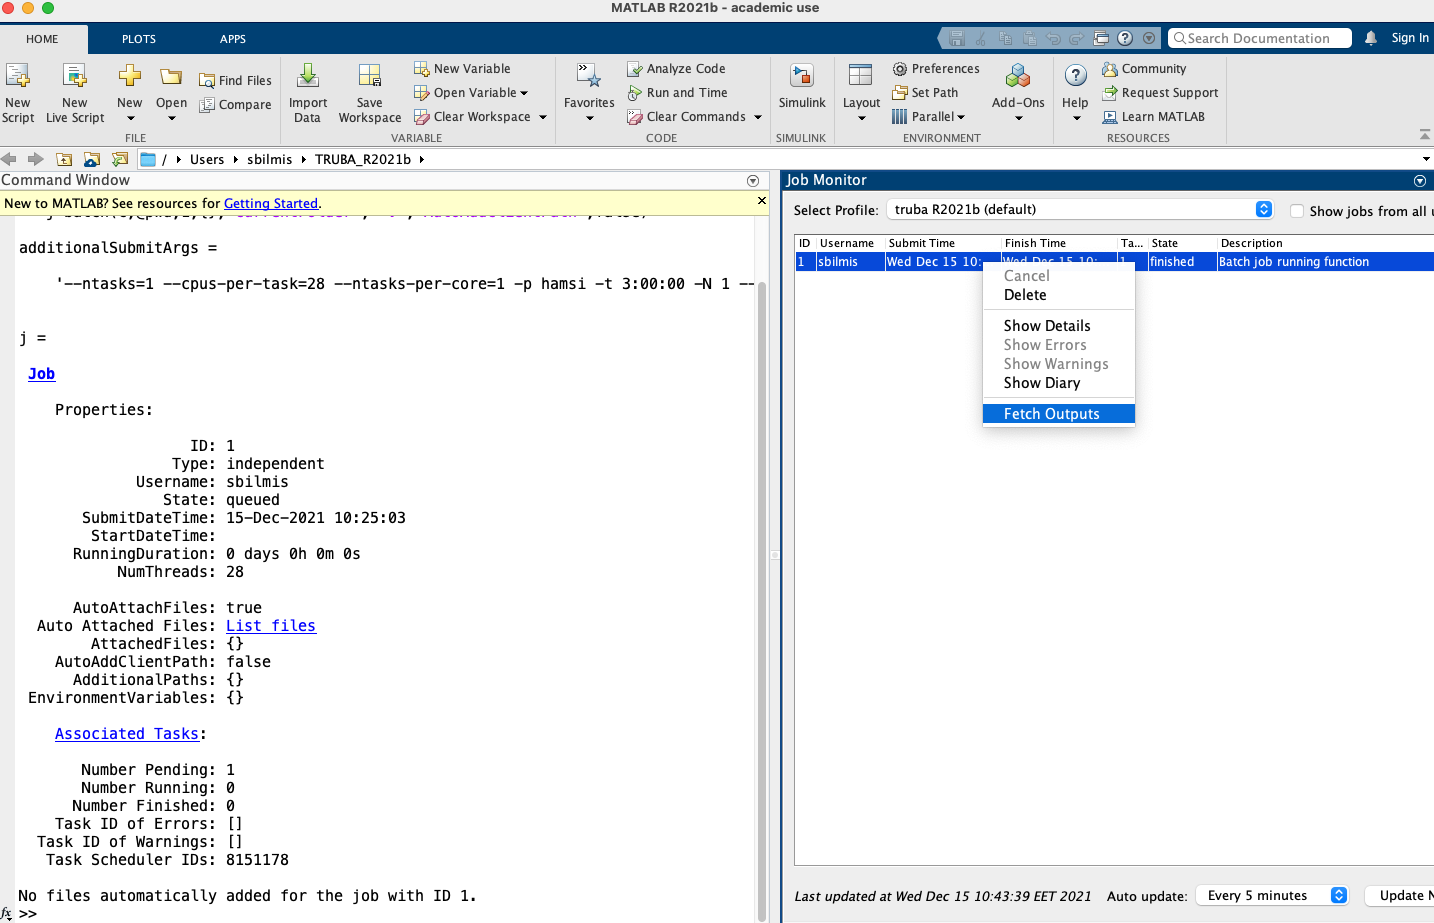 MATLAB R2021b - academic use
HOME PLOTS APPS
Search Documentation
Sign In
New Script
New Live Script
New
Open
Find Files
Compare
FILE
Import Data
Save Workspace
New Variable
Open Variable
Clear Workspace
VARIABLE
Favorites
Analyze Code
Run and Time
Clear Commands
CODE
Simulink
SIMULINK
Layout
Preferences
Set Path
Parallel
Add-Ons
ENVIRONMENT
Help
Community
Request Support
Learn MATLAB
RESOURCES
/ Users sbilmis TRUBA_R2021b
Command Window
New to MATLAB? See resources for Getting Started.
additionalSubmitArgs =
'--ntasks=1 --cpus-per-task=28 --ntasks-per-core=1 -p hamsi -t 3:00:00 -N 1 --
j =
Job
Properties:
ID: 1
Type: independent
Username: sbilmis
State: queued
SubmitDateTime: 15-Dec-2021 10:25:03
StartDateTime:
RunningDuration: 0 days 0h 0m 0s
NumThreads: 28
AutoAttachFiles: true
Auto Attached Files: List files
AttachedFiles: {}
AutoAddClientPath: false
AdditionalPaths: {}
EnvironmentVariables: {}
Associated Tasks:
Number Pending: 1
Number Running: 0
Number Finished: 0
Task ID of Errors: []
Task ID of Warnings: []
Task Scheduler IDs: 8151178
No files automatically added for the job with ID 1.
fx >>
Job Monitor
Select Profile: truba R2021b (default)
Show jobs from all
ID Username Submit Time Finish Time Ta... State Description
1 sbilmis Wed Dec 15 10: Wed Dec 15 10: 1 finished Batch job running function
Cancel
Delete
Show Details
Show Errors
Show Warnings
Show Diary
Fetch Outputs
Last updated at Wed Dec 15 10:43:39 EET 2021
Auto update: Every 5 minutes
Update